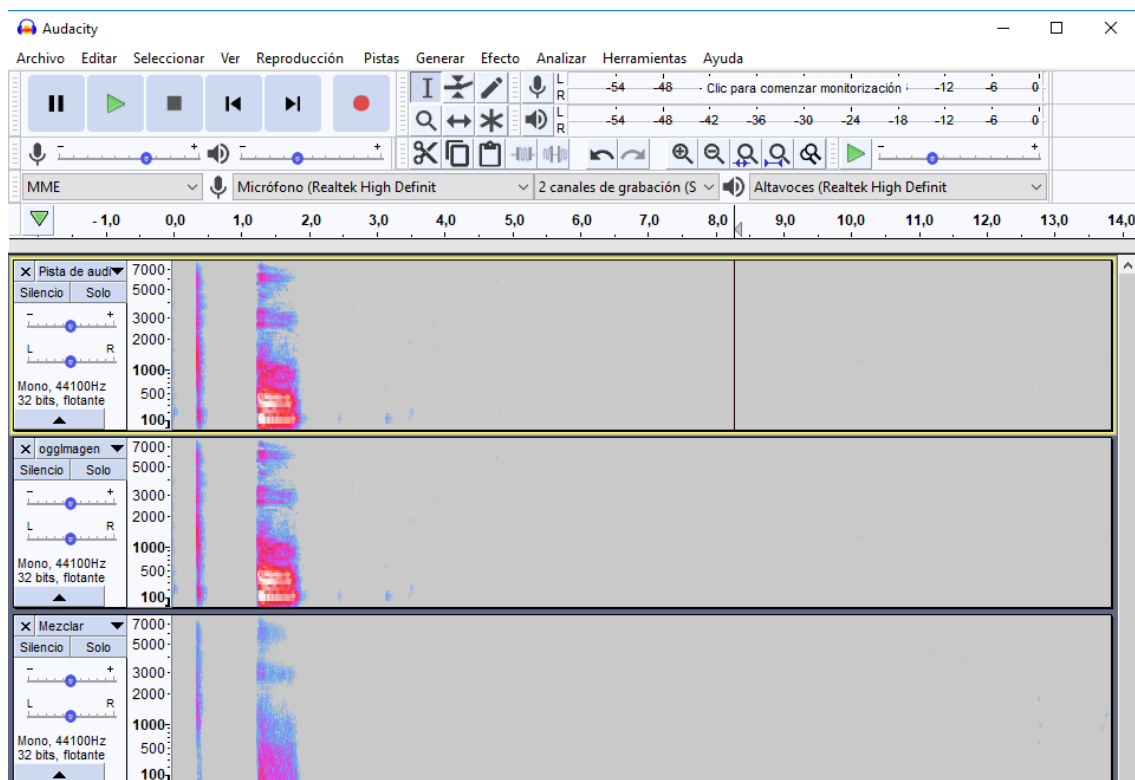 Audacity
Archivo Editar Seleccionar Ver Reproducción Pistas Generar Efecto Analizar Herramientas Ayuda
L
R
-54 -48 - Clic para comenzar monitorización -12 -6 0
L
R
-54 -48 -42 -36 -30 -24 -18 -12 -6 0
- + - + - +
MME Micrófono (Realtek High Definit 2 canales de grabación (S Altavoces (Realtek High Definit
- 1,0 0,0 1,0 2,0 3,0 4,0 5,0 6,0 7,0 8,0 9,0 10,0 11,0 12,0 13,0 14,0
X Pista de audi 7000
Silencio Solo 5000
- + 3000
2000
L R
1000
Mono, 44100Hz
500
32 bits, flotante
100
X oggImagen 7000
Silencio Solo 5000
- + 3000
2000
L R
1000
Mono, 44100Hz
500
32 bits, flotante
100
X Mezclar 7000
Silencio Solo 5000
- + 3000
2000
L R
1000
Mono, 44100Hz
500
32 bits, flotante
100